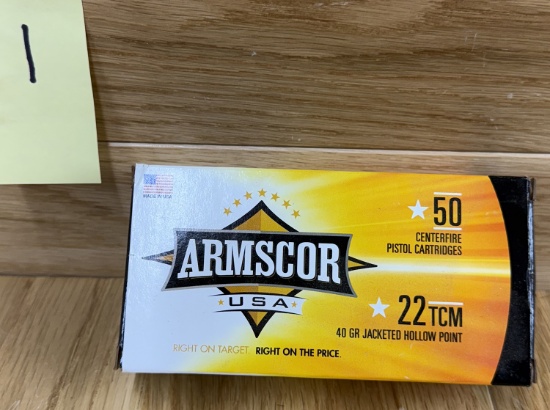 1
MADE IN USA
ARMSCOR
USA
RIGHT ON TARGET. RIGHT ON THE PRICE.
50
CENTERFIRE
PISTOL CARTRIDGES
22TCM
40 GR JACKETED HOLLOW POINT